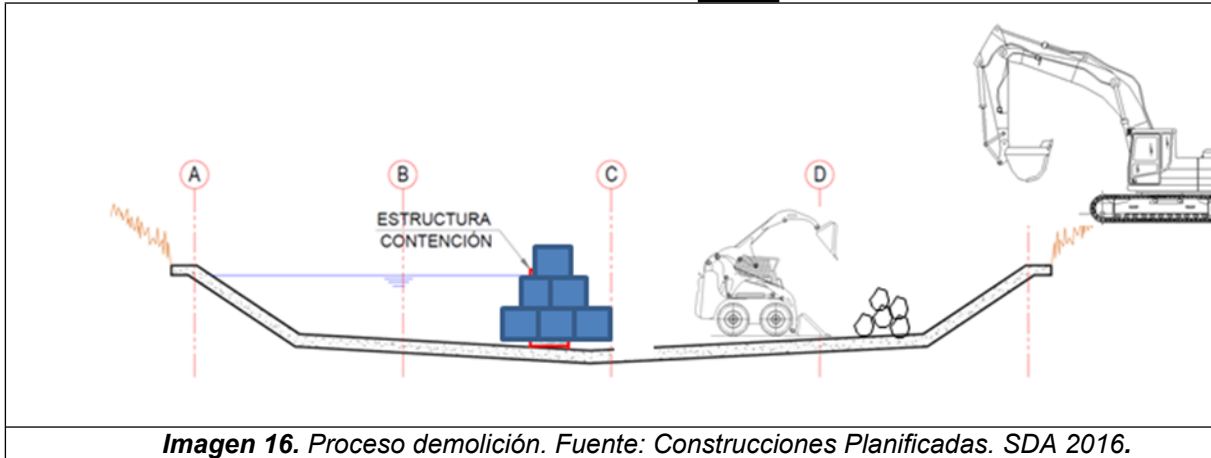 A
B
C
D
ESTRUCTURA
CONTENCIÓN
Imagen 16. Proceso demolición. Fuente: Construcciones Planificadas. SDA 2016.